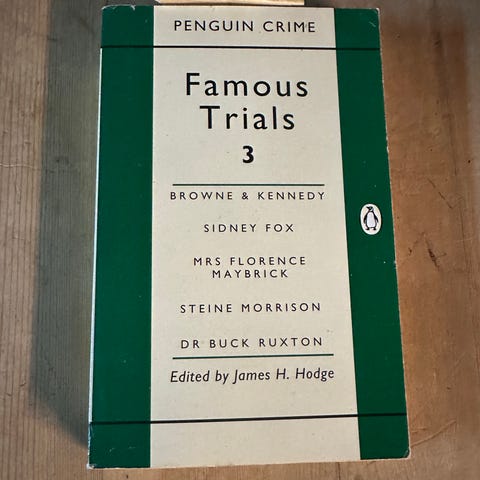 PENGUIN CRIME
Famous
Trials
3
BROWNE & KENNEDY
SIDNEY FOX
MRS FLORENCE
MAYBRICK
STEINE MORRISON
DR BUCK RUXTON
Edited by James H. Hodge